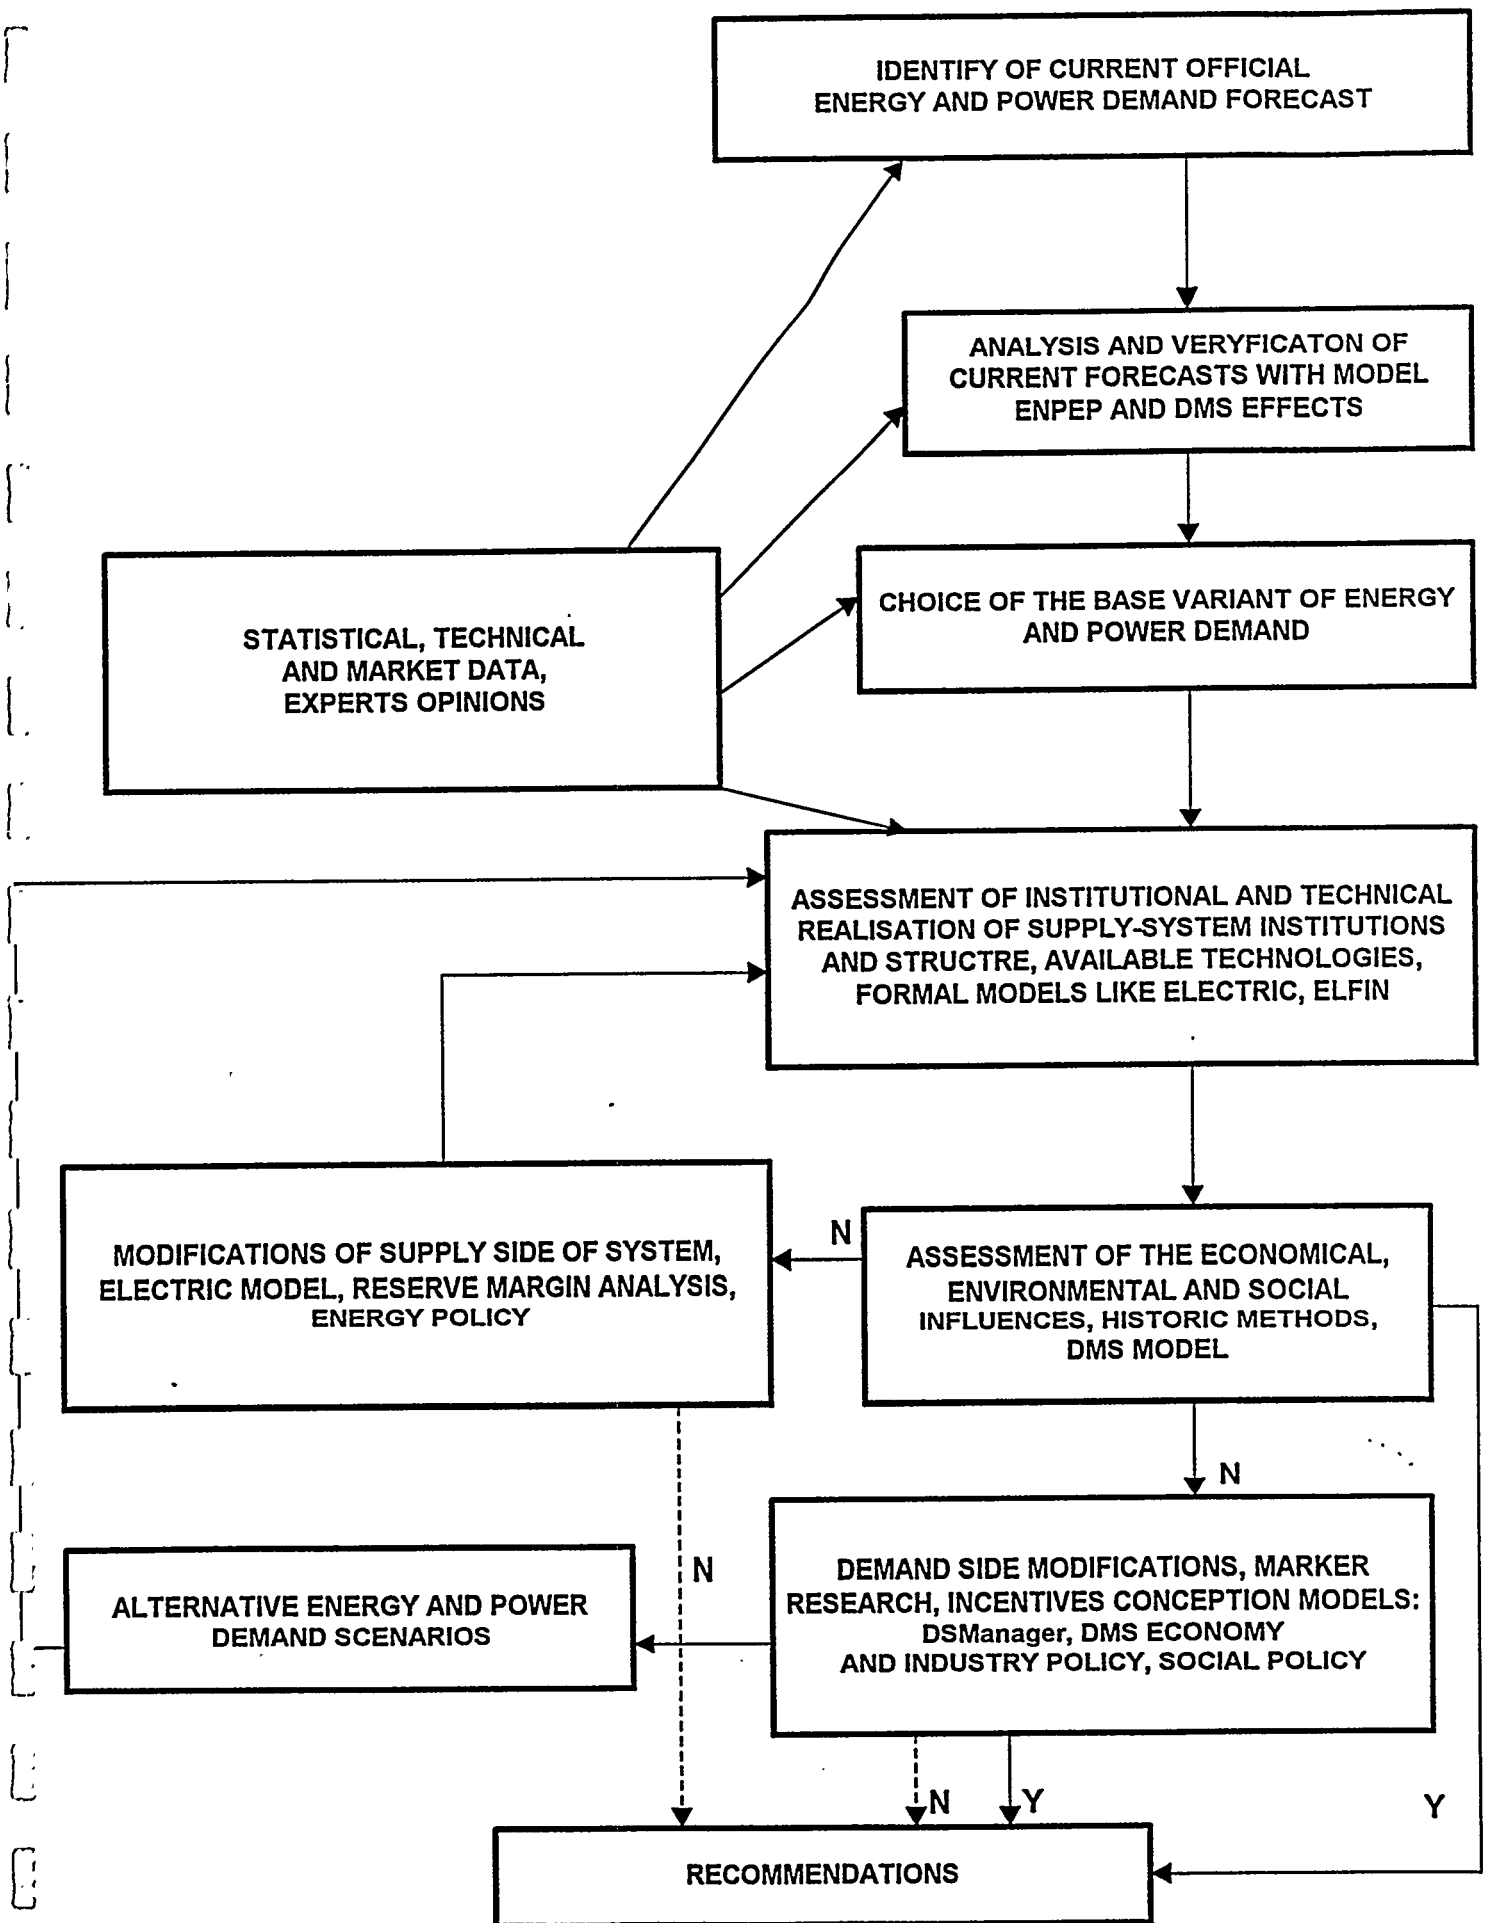 IDENTIFY OF CURRENT OFFICIAL
ENERGY AND POWER DEMAND FORECAST
ANALYSIS AND VERYFICATON OF
CURRENT FORECASTS WITH MODEL
ENPEP AND DMS EFFECTS
STATISTICAL, TECHNICAL
AND MARKET DATA,
EXPERTS OPINIONS
CHOICE OF THE BASE VARIANT OF ENERGY
AND POWER DEMAND
ASSESSMENT OF INSTITUTIONAL AND TECHNICAL
REALISATION OF SUPPLY-SYSTEM INSTITUTIONS
AND STRUCTRE, AVAILABLE TECHNOLOGIES,
FORMAL MODELS LIKE ELECTRIC, ELFIN
MODIFICATIONS OF SUPPLY SIDE OF SYSTEM,
ELECTRIC MODEL, RESERVE MARGIN ANALYSIS,
ENERGY POLICY
N
ASSESSMENT OF THE ECONOMICAL,
ENVIRONMENTAL AND SOCIAL
INFLUENCES, HISTORIC METHODS,
DMS MODEL
N
ALTERNATIVE ENERGY AND POWER
DEMAND SCENARIOS
N
DEMAND SIDE MODIFICATIONS, MARKER
RESEARCH, INCENTIVES CONCEPTION MODELS:
DSManager, DMS ECONOMY
AND INDUSTRY POLICY, SOCIAL POLICY
N
Y
Y
RECOMMENDATIONS